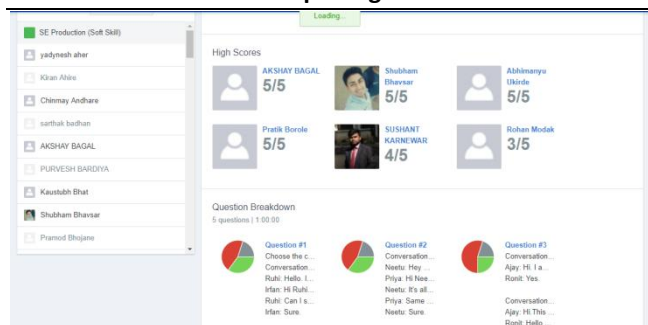 Loading...
SE Production (Soft Skill)
yadynesh aher
Kiran Ahire
Chinmay Andhare
sarthak badhan
AKSHAY BAGAL
PURVESH BARDIYA
Kaustubh Bhat
Shubham Bhavsar
Pramod Bhojane
High Scores
AKSHAY BAGAL
5/5
Shubham
Bhavsar
5/5
Abhimanyu
Ukirde
5/5
Pratik Borole
5/5
SUSHANT
KARNEWAR
4/5
Rohan Modak
3/5
Question Breakdown
5 questions | 1:00:00
Question #1
Choose the c...
Conversation...
Ruhi: Hello. I...
Irfan: Hi Ruhi...
Ruhi: Can I s...
Irfan: Sure.
Question #2
Conversation...
Neetu: Hey ...
Priya: Hi Nee...
Neetu: It's all...
Priya: Same ...
Neetu: Sure.
Question #3
Conversation...
Ajay: Hi. I a...
Ronit: Yes.
Conversation...
Ajay: Hi.This ...
Ronit: Hello